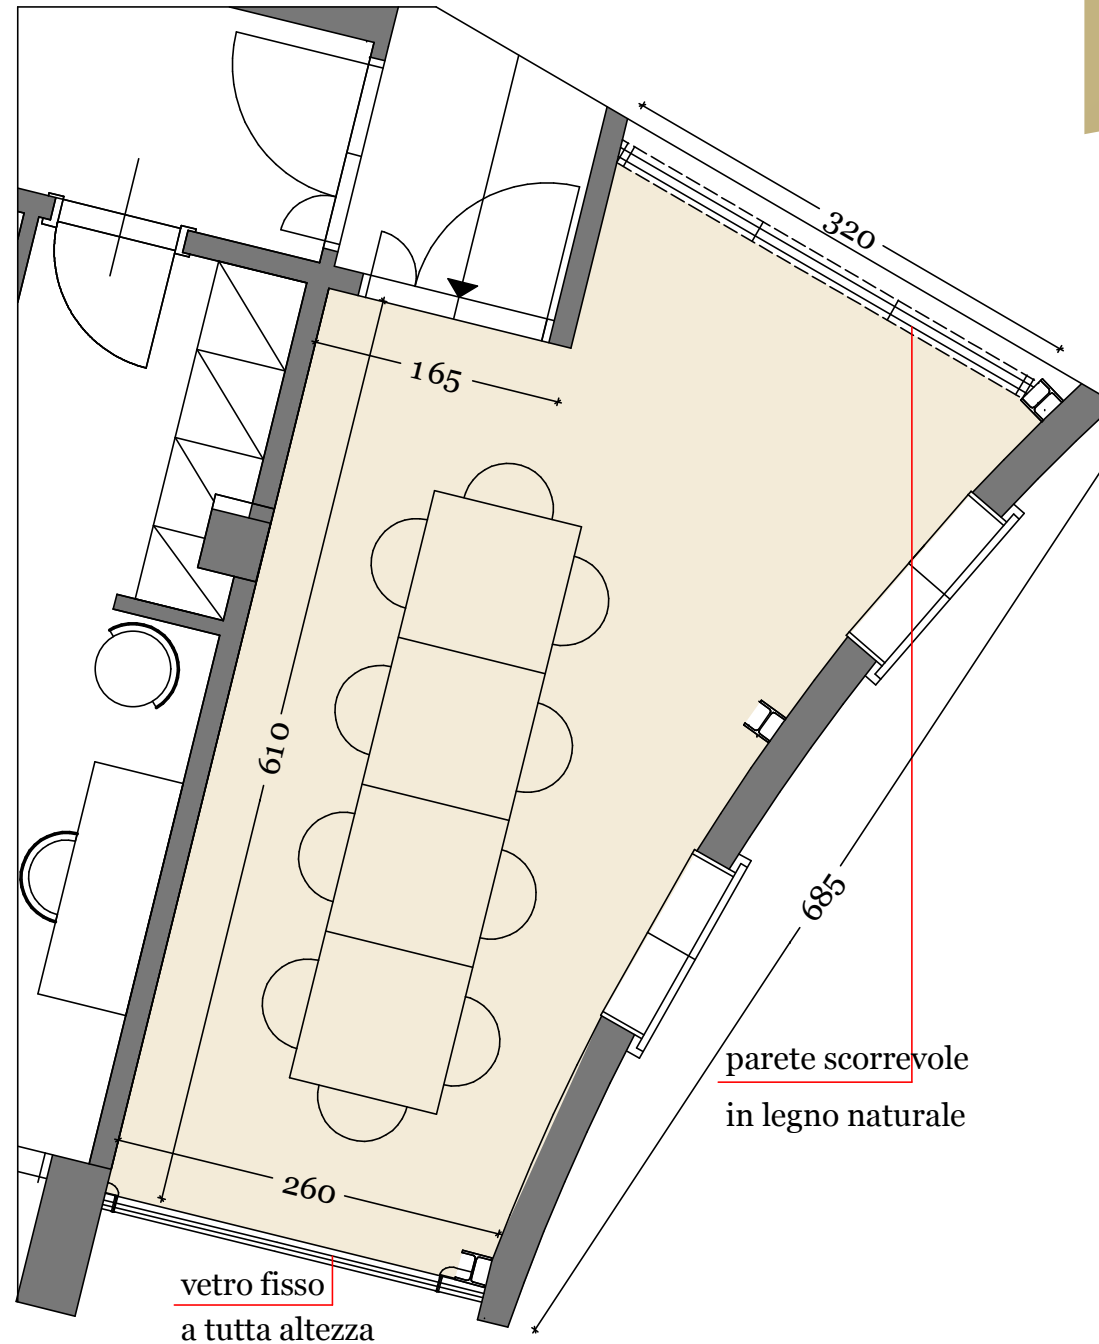 320
165
610
685
parete scorrevole
in legno naturale
260
vetro fisso
a tutta altezza